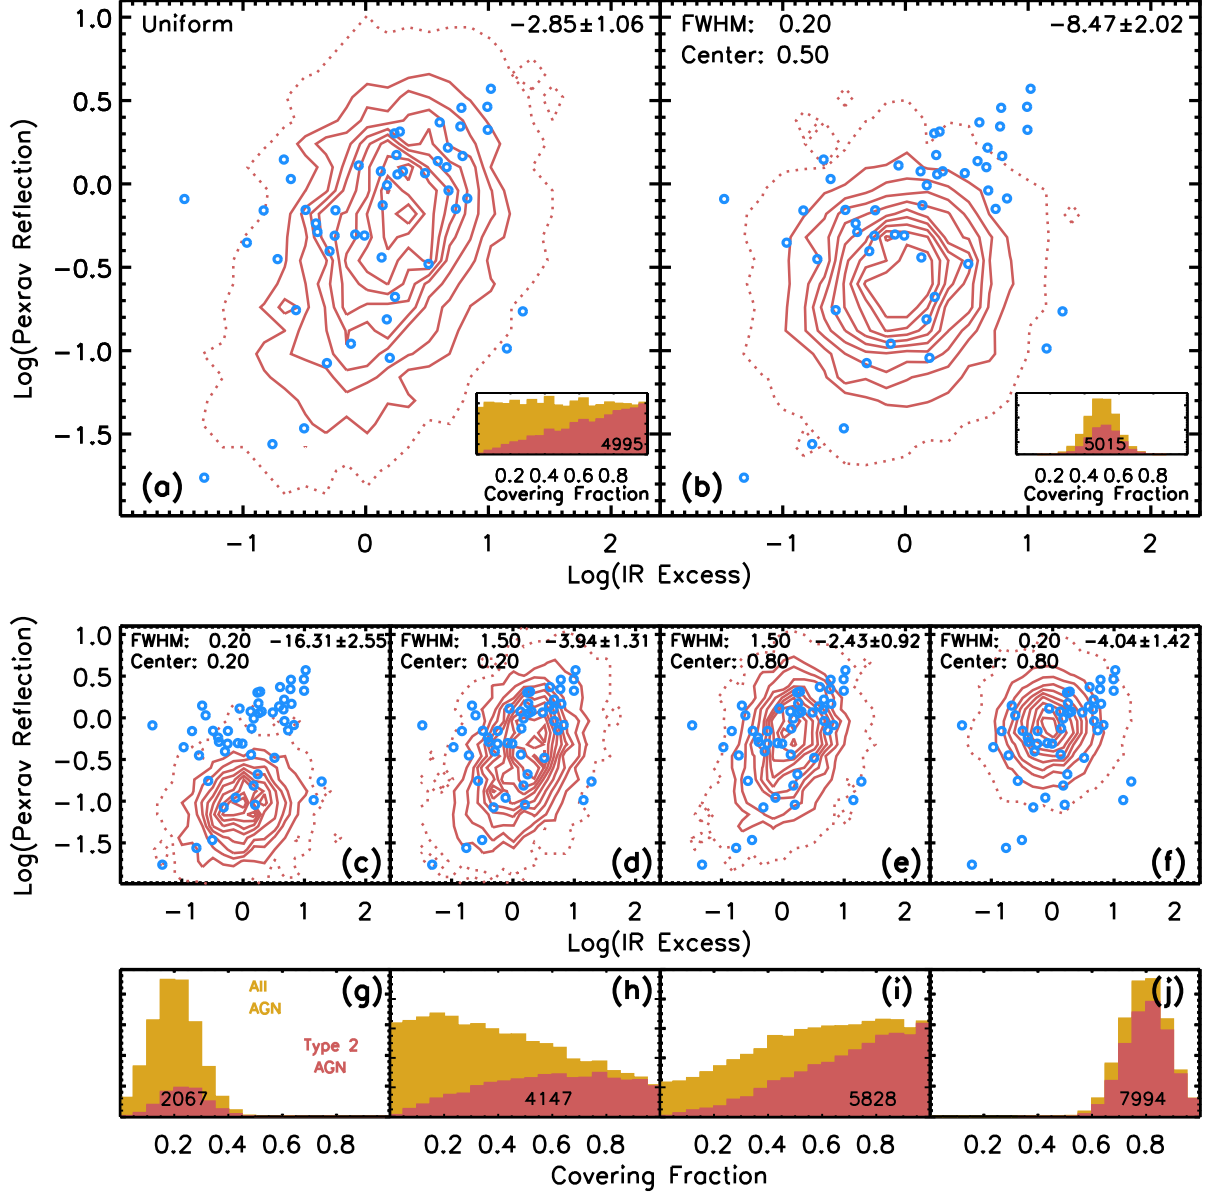 Uniform
−2.85±1.06
FWHM: 0.20
−8.47±2.02
Center: 0.50
Log(Pexrav Reflection)
1.0
0.5
0.0
−0.5
−1.0
−1.5
4995
0.2 0.4 0.6 0.8
Covering Fraction
(a)
5015
0.2 0.4 0.6 0.8
Covering Fraction
(b)
−1 0 1 2
−1 0 1 2
Log(IR Excess)
Log(Pexrav Reflection)
1.0
0.5
0.0
−0.5
−1.0
−1.5
FWHM: 0.20 −16.31±2.55
Center: 0.20
(c)
FWHM: 1.50 −3.94±1.31
Center: 0.20
(d)
FWHM: 1.50 −2.43±0.92
Center: 0.80
(e)
FWHM: 0.20 −4.04±1.42
Center: 0.80
(f)
−1 0 1 2
−1 0 1 2
−1 0 1 2
−1 0 1 2
Log(IR Excess)
(g)
All
AGN
Type 2
AGN
2067
(h)
4147
(i)
5828
(j)
7994
0.2 0.4 0.6 0.8
0.2 0.4 0.6 0.8
0.2 0.4 0.6 0.8
0.2 0.4 0.6 0.8
Covering Fraction